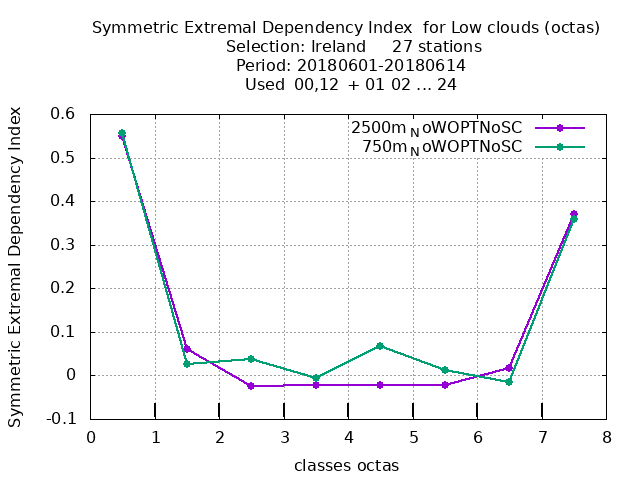 Symmetric Extremal Dependency Index for Low clouds (octas)
Selection: Ireland 27 stations
Period: 20180601-20180614
Used 00,12 + 01 02 ... 24
Symmetric Extremal Dependency Index
0.6
0.5
0.4
0.3
0.2
0.1
0
-0.1
2500m_NoWOPTNoSC
750m_NoWOPTNoSC
0 1 2 3 4 5 6 7 8
classes octas